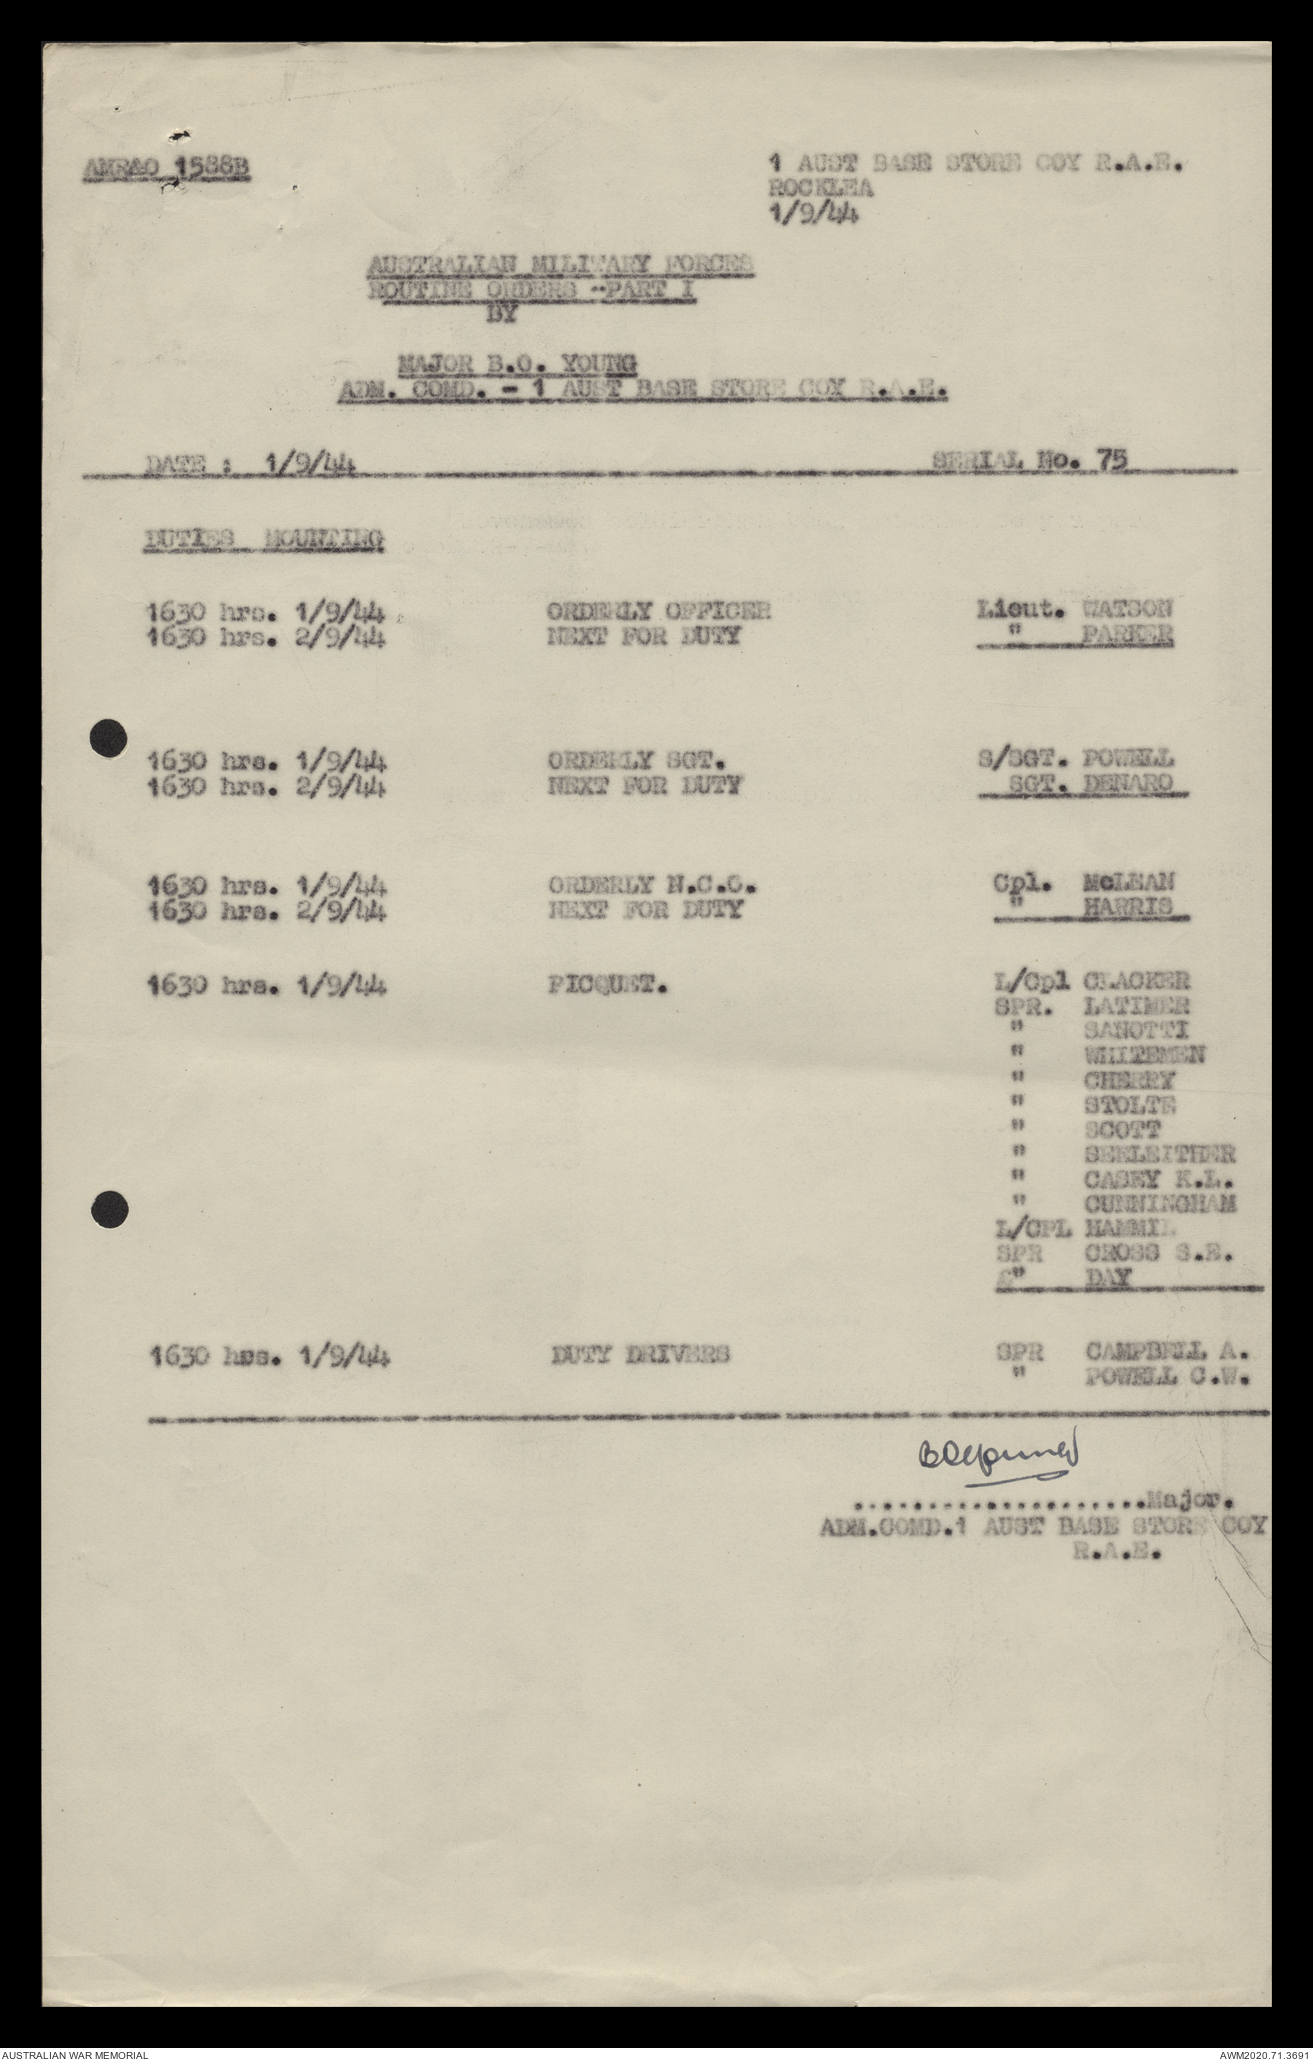 AMR&O 1588B
1 AUST BASE STORE COY R.A.E.
ROCKLEA
1/9/44
AUSTRALIAN MILITARY FORCES
ROUTINE ORDERS -PART I
BY
MAJOR B.O. YOUNG
ADM. COMD. - 1 AUST BASE STORE COY R.A.E.
DATE : 1/9/44 SERIAL No. 75
DUTIES MOUNTING
1630 hrs. 1/9/44 ORDERLY OFFICER Lieut. WATSON
1630 hrs. 2/9/44 NEXT FOR DUTY " PARKER
1630 hrs. 1/9/44 ORDERLY SGT. S/SGT. POWELL
1630 hrs. 2/9/44 NEXT FOR DUTY SGT. DENARO
1630 hrs. 1/9/44 ORDERLY N.C.O. Cpl. McLEAN
1630 hrs. 2/9/44 NEXT FOR DUTY " HARRIS
1630 hrs. 1/9/44 PICQUET. L/Cpl CLACKER
SPR. LATIMER
" SANOTTI
" WHITEMEN
" CHERRY
" STOLTE
" SCOTT
" SEELEITHER
" CASEY K.L.
" CUNNINGHAM
L/CPL HAMMIL
SPR CROSS S.E.
" DAY
1630 hrs. 1/9/44 DUTY DRIVERS SPR CAMPBELL A.
" POWELL C.W.
BOYoung
....................Major.
ADM.COMD.1 AUST BASE STORE COY
R.A.E.
AUSTRALIAN WAR MEMORIAL AWM2020.71.3691